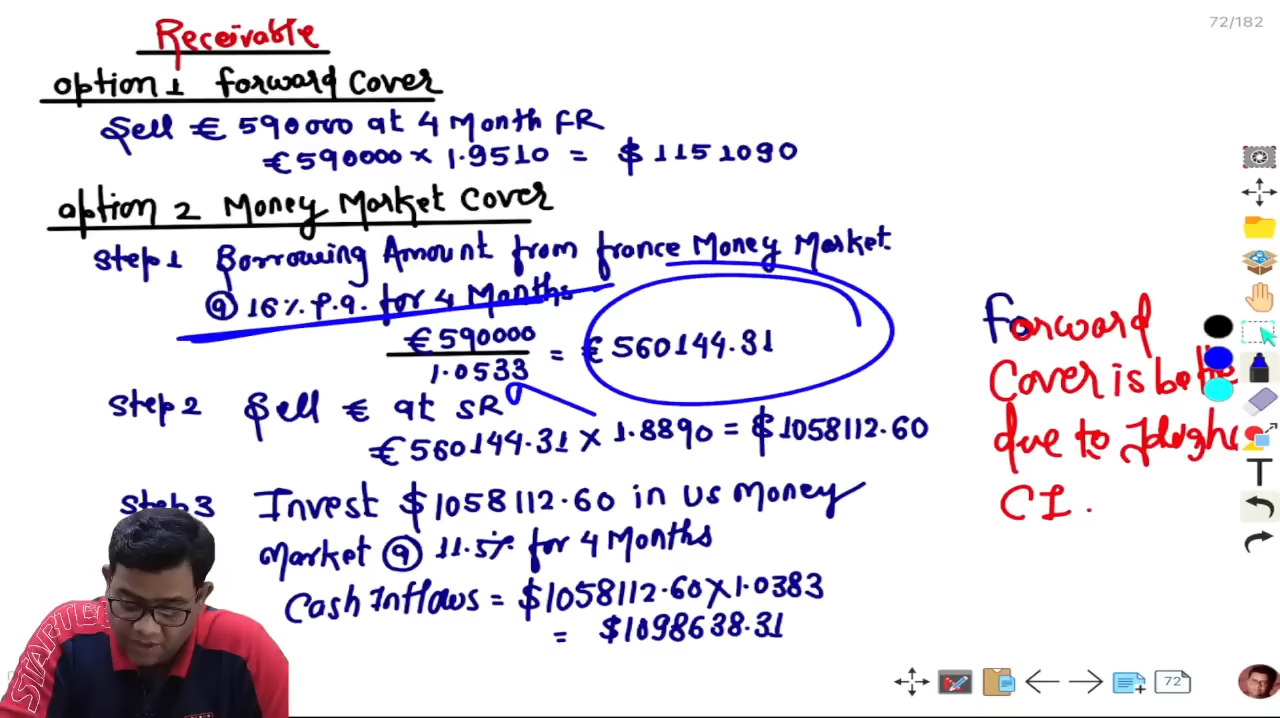 72/182
Receivable
Option 1 Forward Cover
Sell € 590000 at 4 Month FR
€590000 × 1.9510 = $ 1151090
Option 2 Money Market Cover
Step 1 Borrowing Amount from france Money Market
@ 16% P.a. for 4 Months
€590000
1.0533
= €560144.31
Step 2 Sell € at SR
€560144.31 × 1.8890 = $1058112.60
Step 3 Invest $1058112.60 in US Money
Market @ 11.5% for 4 Months
Cash Inflows = $1058112.60 × 1.0383
= $1098638.31
Forward
Cover is
due to
CI.
STARTE
72